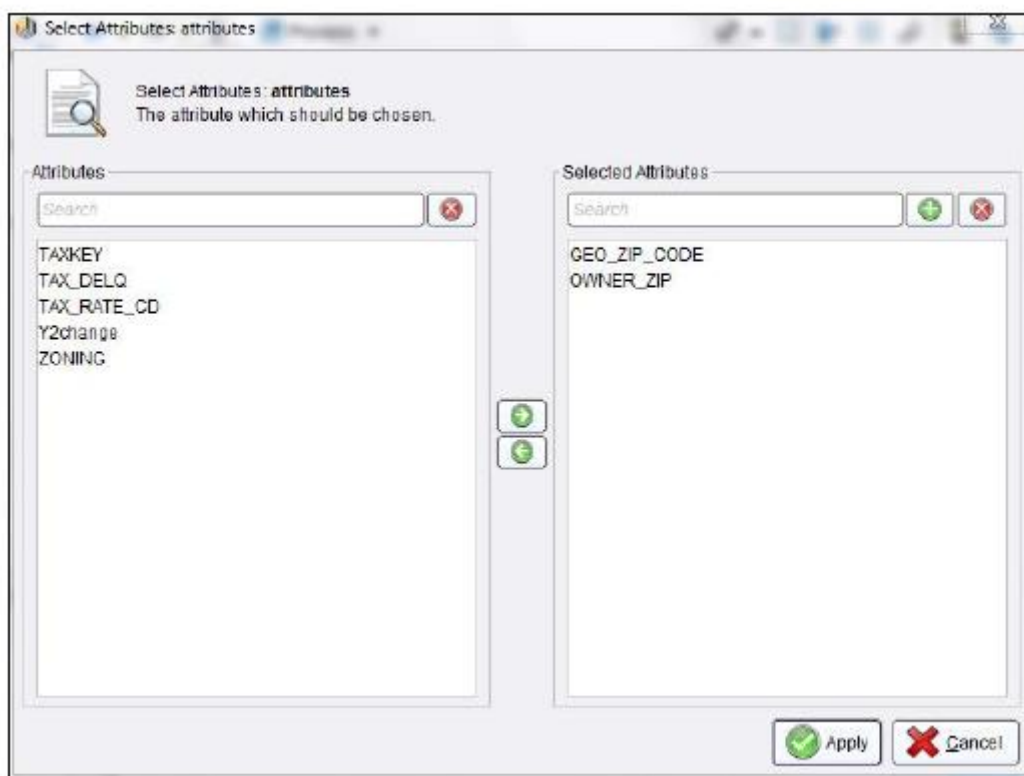 Select Attributes: attributes
Select Attributes: attributes
The attribute which should be chosen.
Attributes
Search
TAXKEY
TAX_DELQ
TAX_RATE_CD
Y2change
ZONING
Selected Attributes
Search
GEO_ZIP_CODE
OWNER_ZIP
Apply
Cancel